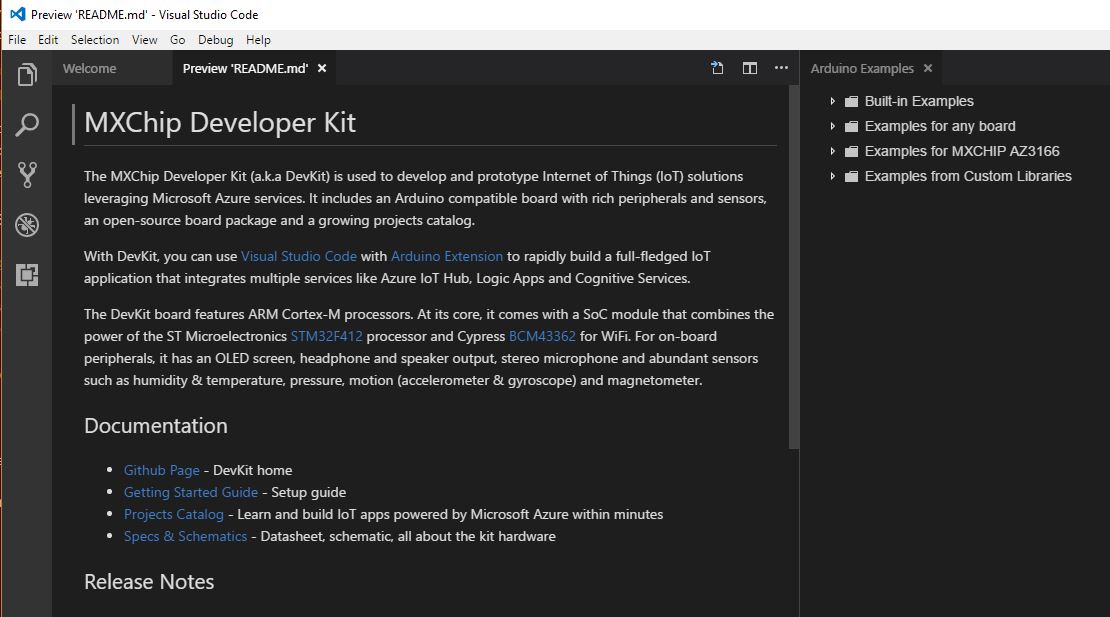 Preview 'README.md' - Visual Studio Code
File Edit Selection View Go Debug Help
Welcome
Preview 'README.md'
MXChip Developer Kit
The MXChip Developer Kit (a.k.a DevKit) is used to develop and prototype Internet of Things (IoT) solutions
leveraging Microsoft Azure services. It includes an Arduino compatible board with rich peripherals and sensors,
an open-source board package and a growing projects catalog.
With DevKit, you can use Visual Studio Code with Arduino Extension to rapidly build a full-fledged IoT
application that integrates multiple services like Azure IoT Hub, Logic Apps and Cognitive Services.
The DevKit board features ARM Cortex-M processors. At its core, it comes with a SoC module that combines the
power of the ST Microelectronics STM32F412 processor and Cypress BCM43362 for WiFi. For on-board
peripherals, it has an OLED screen, headphone and speaker output, stereo microphone and abundant sensors
such as humidity & temperature, pressure, motion (accelerometer & gyroscope) and magnetometer.
Documentation
• Github Page - DevKit home
• Getting Started Guide - Setup guide
• Projects Catalog - Learn and build IoT apps powered by Microsoft Azure within minutes
• Specs & Schematics - Datasheet, schematic, all about the kit hardware
Release Notes
Arduino Examples
Built-in Examples
Examples for any board
Examples for MXCHIP AZ3166
Examples from Custom Libraries